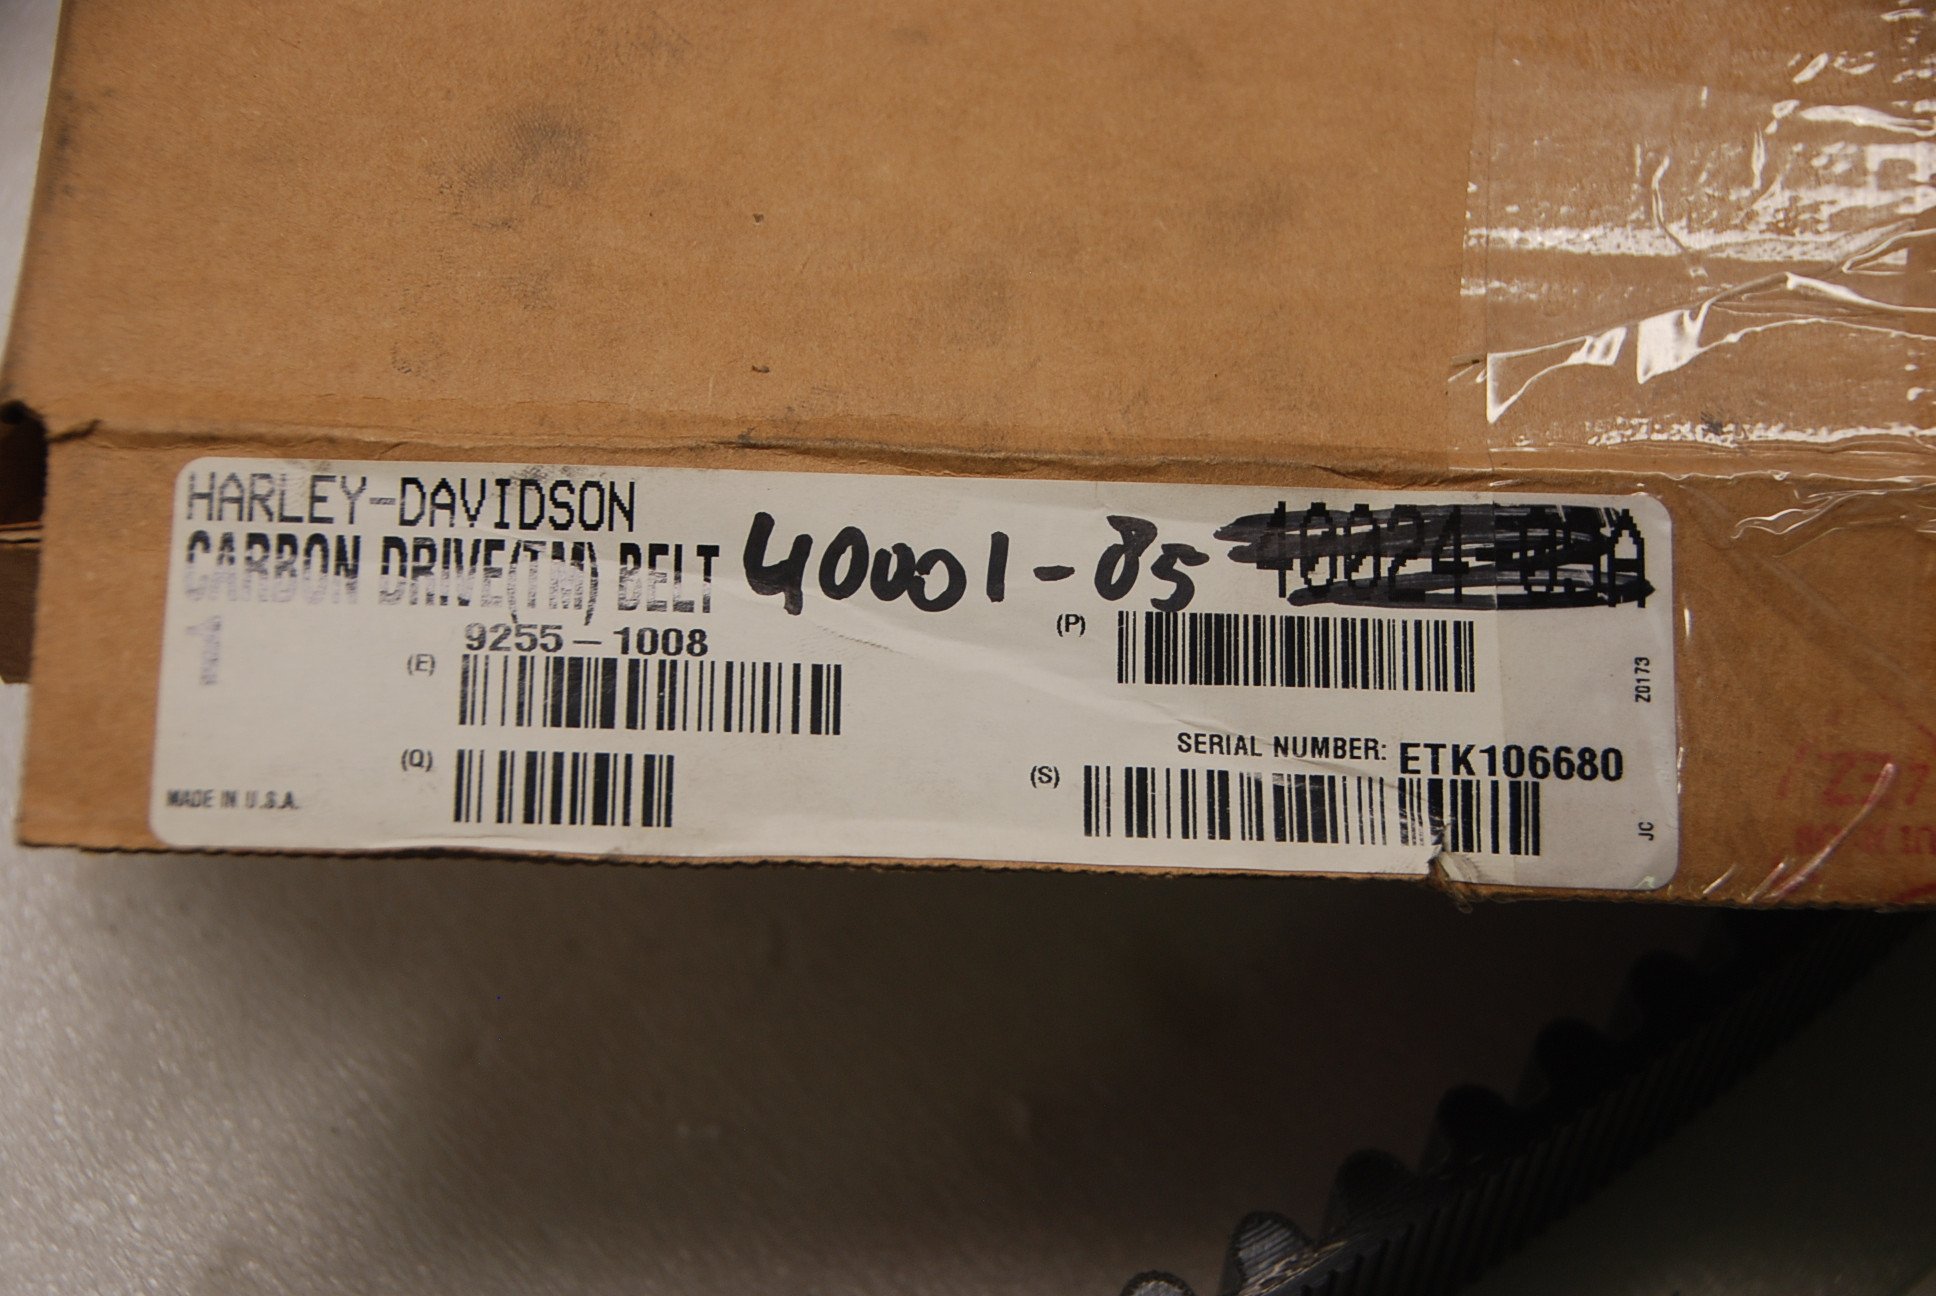 HARLEY-DAVIDSON
CARBON DRIVE(TM) BELT 40001-85
9255-1008
(E)
(P)
(Q)
SERIAL NUMBER: ETK106680
(S)
MADE IN U.S.A.
Z0173
JC